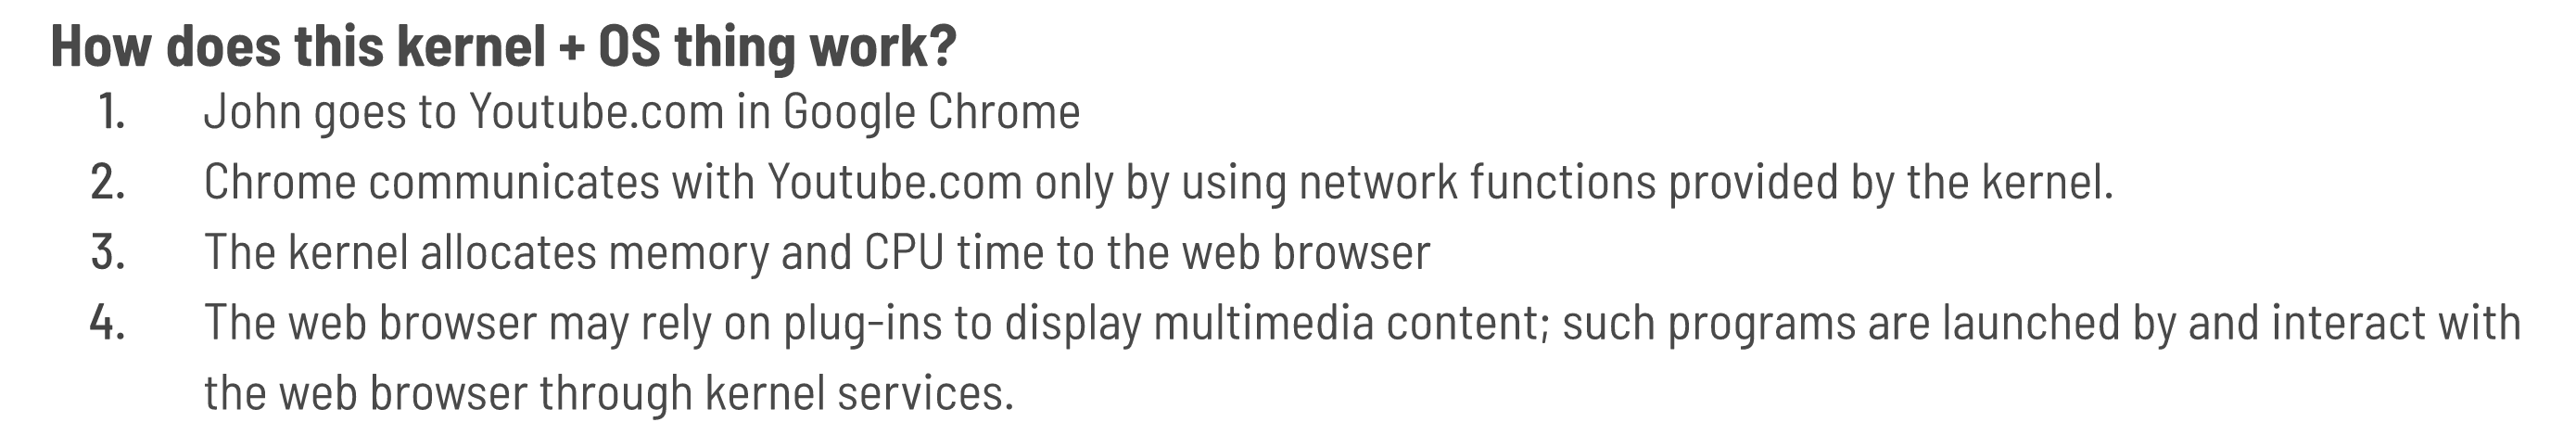 How does this kernel + OS thing work?
1. John goes to Youtube.com in Google Chrome
2. Chrome communicates with Youtube.com only by using network functions provided by the kernel.
3. The kernel allocates memory and CPU time to the web browser
4. The web browser may rely on plug-ins to display multimedia content; such programs are launched by and interact with
the web browser through kernel services.